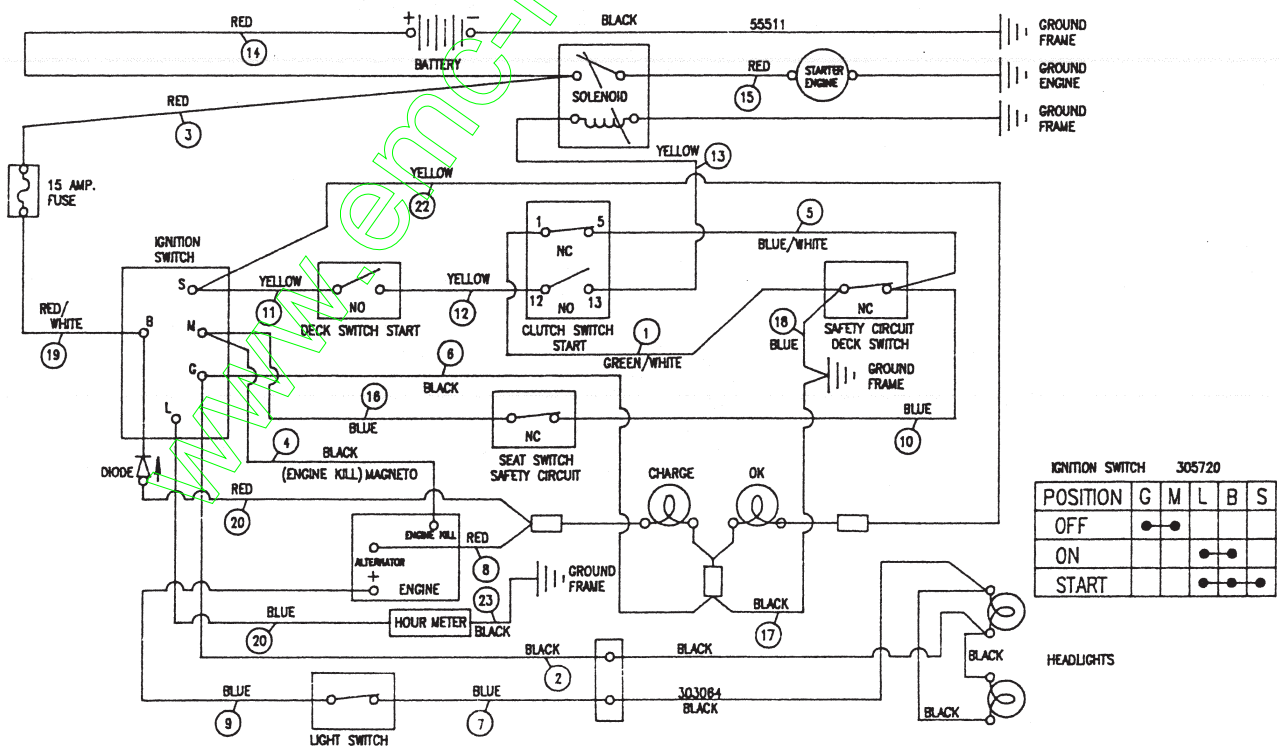 RED
14
+
−
BATTERY
BLACK
55511
GROUND
FRAME
SOLENOID
RED
15
STARTER
ENGINE
GROUND
ENGINE
GROUND
FRAME
RED
3
YELLOW
13
15 AMP.
FUSE
YELLOW
22
IGNITION
SWITCH
S
B
M
G
L
RED/
WHITE
19
YELLOW
11
NO
DECK SWITCH START
YELLOW
12
1
5
NC
12
13
NO
CLUTCH SWITCH
START
5
BLUE/WHITE
NC
SAFETY CIRCUIT
DECK SWITCH
18
BLUE
GROUND
FRAME
1
GREEN/WHITE
6
BLACK
16
BLUE
NC
SEAT SWITCH
SAFETY CIRCUIT
BLUE
10
4
BLACK
(ENGINE KILL) MAGNETO
DIODE
RED
20
ENGINE KILL
ALTERNATOR
+
ENGINE
RED
8
CHARGE
OK
GROUND
FRAME
23
BLACK
HOUR METER
BLUE
20
BLACK
17
BLACK
2
BLACK
303064
BLACK
BLUE
9
LIGHT SWITCH
BLUE
7
BLACK
BLACK
HEADLIGHTS
IGNITION SWITCH 305720
POSITION G M L B S
OFF
ON
START
www.emc-